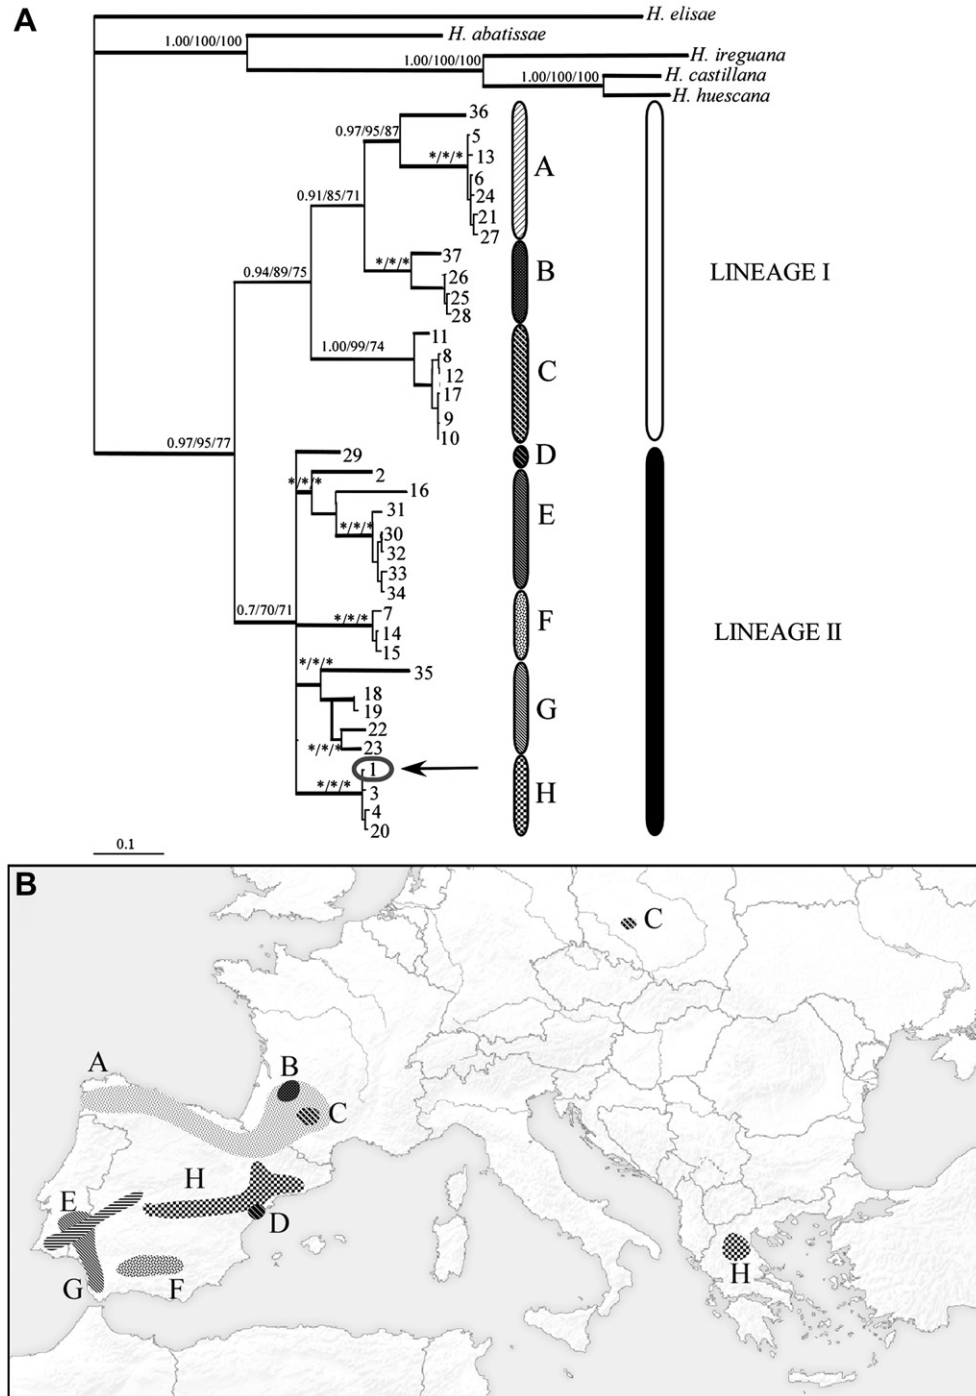 A
H. elisae
H. abatissae
1.00/100/100
H. ireguana
1.00/100/100
H. castillana
1.00/100/100
H. huescana
36
0.97/95/87
5
*/*/*
13
A
6
24
0.91/85/71
21
27
37
*/*/*
B
26
0.94/89/75
LINEAGE I
25
28
11
1.00/99/74
8
C
12
17
9
10
0.97/95/77
29
D
2
*/*/*
16
31
E
*/*/*
30
32
33
34
0.7/70/71
7
*/*/*
F
14
LINEAGE II
15
*/*/*
35
18
G
19
22
*/*/*
23
1
*/*/*
3
H
4
20
0.1
B
C
A
B
C
H
E
D
G
F
H